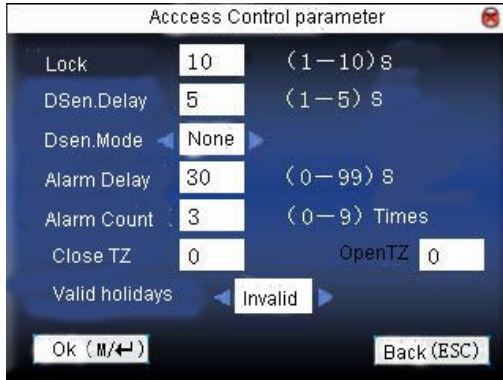 Acccess Control parameter
Lock 10 (1—10)s
DSen.Delay 5 (1—5) S
Dsen.Mode None
Alarm Delay 30 (0—99) S
Alarm Count 3 (0—9) Times
Close TZ 0 OpenTZ 0
Valid holidays Invalid
Ok (M/↵) Back(ESC)